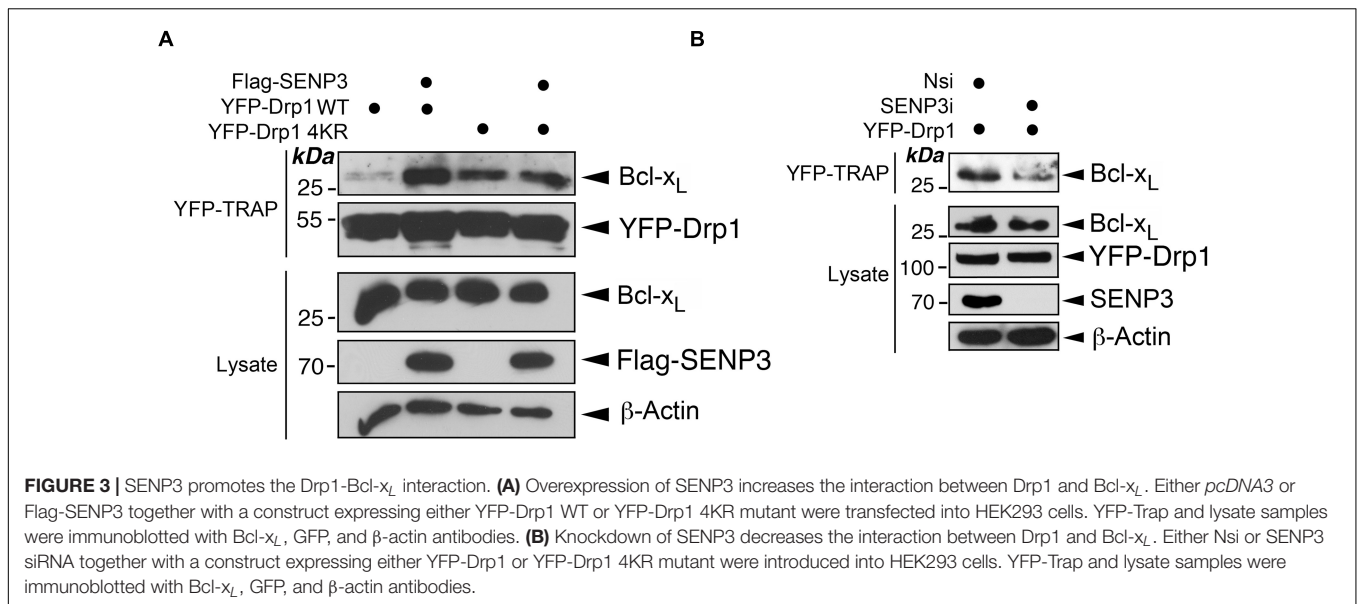 A
Flag-SENP3
YFP-Drp1 WT
YFP-Drp1 4KR
kDa
YFP-TRAP
25
Bcl-xL
55
YFP-Drp1
Lysate
25
Bcl-xL
70
Flag-SENP3
β-Actin
B
Nsi
SENP3i
YFP-Drp1
kDa
YFP-TRAP
25
Bcl-xL
Lysate
25
Bcl-xL
100
YFP-Drp1
70
SENP3
β-Actin
FIGURE 3 | SENP3 promotes the Drp1-Bcl-xL interaction. (A) Overexpression of SENP3 increases the interaction between Drp1 and Bcl-xL. Either pcDNA3 or
Flag-SENP3 together with a construct expressing either YFP-Drp1 WT or YFP-Drp1 4KR mutant were transfected into HEK293 cells. YFP-Trap and lysate samples
were immunoblotted with Bcl-xL, GFP, and β-actin antibodies. (B) Knockdown of SENP3 decreases the interaction between Drp1 and Bcl-xL. Either Nsi or SENP3
siRNA together with a construct expressing either YFP-Drp1 or YFP-Drp1 4KR mutant were introduced into HEK293 cells. YFP-Trap and lysate samples were
immunoblotted with Bcl-xL, GFP, and β-actin antibodies.